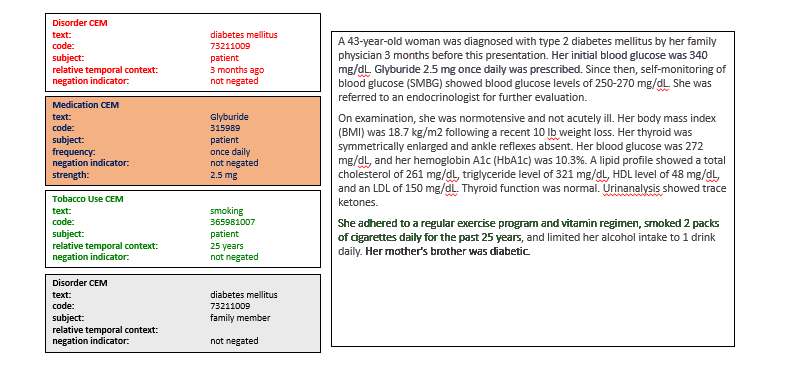 Disorder CEM
text: diabetes mellitus
code: 73211009
subject: patient
relative temporal context: 3 months ago
negation indicator: not negated
Medication CEM
text: Glyburide
code: 315989
subject: patient
frequency: once daily
negation indicator: not negated
strength: 2.5 mg
Tobacco Use CEM
text: smoking
code: 365981007
subject: patient
relative temporal context: 25 years
negation indicator: not negated
Disorder CEM
text: diabetes mellitus
code: 73211009
subject: family member
relative temporal context:
negation indicator: not negated
A 43-year-old woman was diagnosed with type 2 diabetes mellitus by her family
physician 3 months before this presentation. Her initial blood glucose was 340
mg/dL. Glyburide 2.5 mg once daily was prescribed. Since then, self-monitoring of
blood glucose (SMBG) showed blood glucose levels of 250-270 mg/dL. She was
referred to an endocrinologist for further evaluation.
On examination, she was normotensive and not acutely ill. Her body mass index
(BMI) was 18.7 kg/m2 following a recent 10 lb weight loss. Her thyroid was
symmetrically enlarged and ankle reflexes absent. Her blood glucose was 272
mg/dL, and her hemoglobin A1c (HbA1c) was 10.3%. A lipid profile showed a total
cholesterol of 261 mg/dL, triglyceride level of 321 mg/dL, HDL level of 48 mg/dL,
and an LDL of 150 mg/dL. Thyroid function was normal. Urinanalysis showed trace
ketones.
She adhered to a regular exercise program and vitamin regimen, smoked 2 packs
of cigarettes daily for the past 25 years, and limited her alcohol intake to 1 drink
daily. Her mother's brother was diabetic.